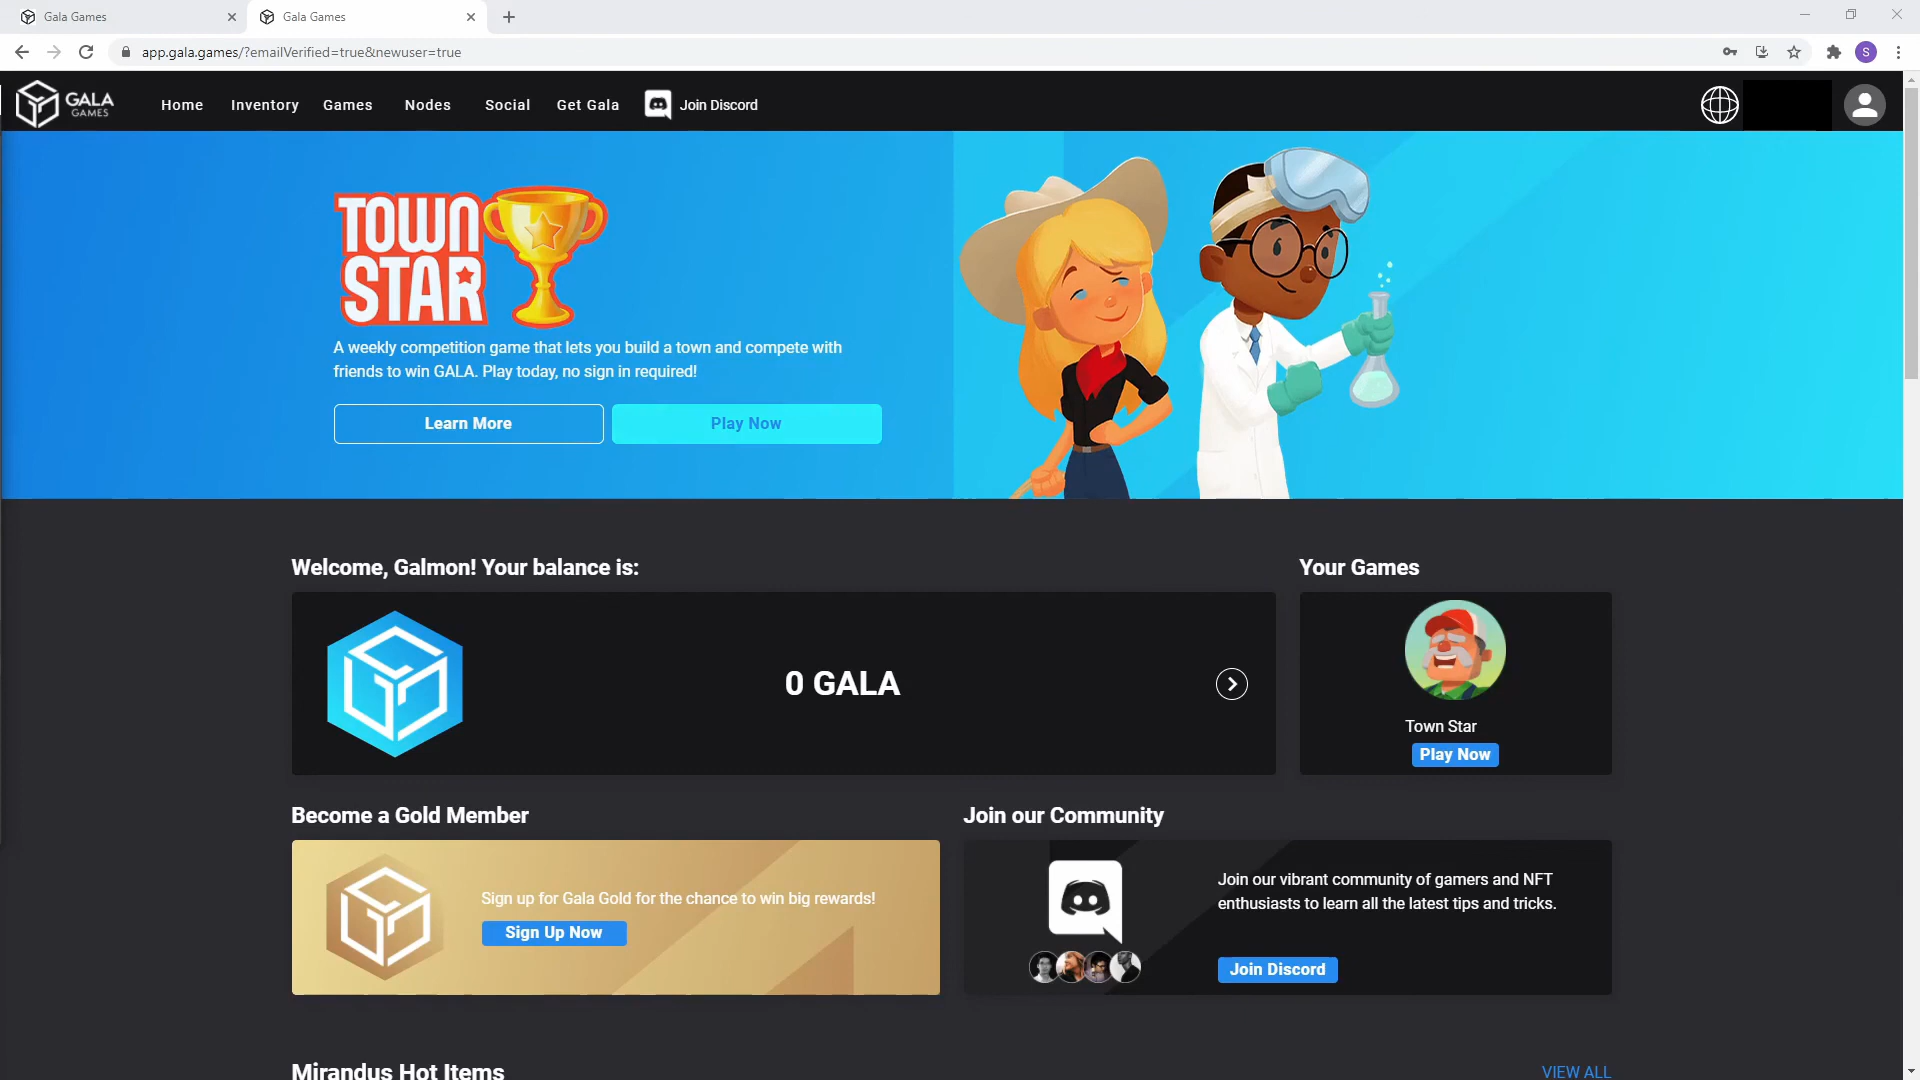 Gala Games
Gala Games
app.gala.games/?emailVerified=true&newuser=true
S
GALA
GAMES
Home
Inventory
Games
Nodes
Social
Get Gala
Join Discord
TOWN
STAR
A weekly competition game that lets you build a town and compete with
friends to win GALA. Play today, no sign in required!
Learn More
Play Now
Welcome, Galmon! Your balance is:
0 GALA
Your Games
Town Star
Play Now
Become a Gold Member
Sign up for Gala Gold for the chance to win big rewards!
Sign Up Now
Join our Community
Join our vibrant community of gamers and NFT
enthusiasts to learn all the latest tips and tricks.
Join Discord
Mirandus Hot Items
VIEW ALL